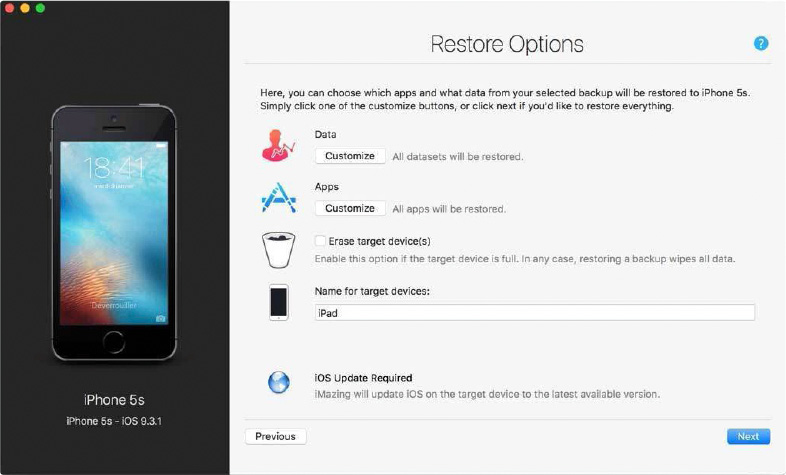 Restore Options
?
Here, you can choose which apps and what data from your selected backup will be restored to iPhone 5s.
Simply click one of the customize buttons, or click next if you'd like to restore everything.
Data
Customize All datasets will be restored.
Apps
Customize All apps will be restored.
Erase target device(s)
Enable this option if the target device is full. In any case, restoring a backup wipes all data.
Name for target devices:
iPad
iOS Update Required
iMazing will update iOS on the target device to the latest available version.
Previous
Next
18:41
iPhone 5s
iPhone 5s - iOS 9.3.1